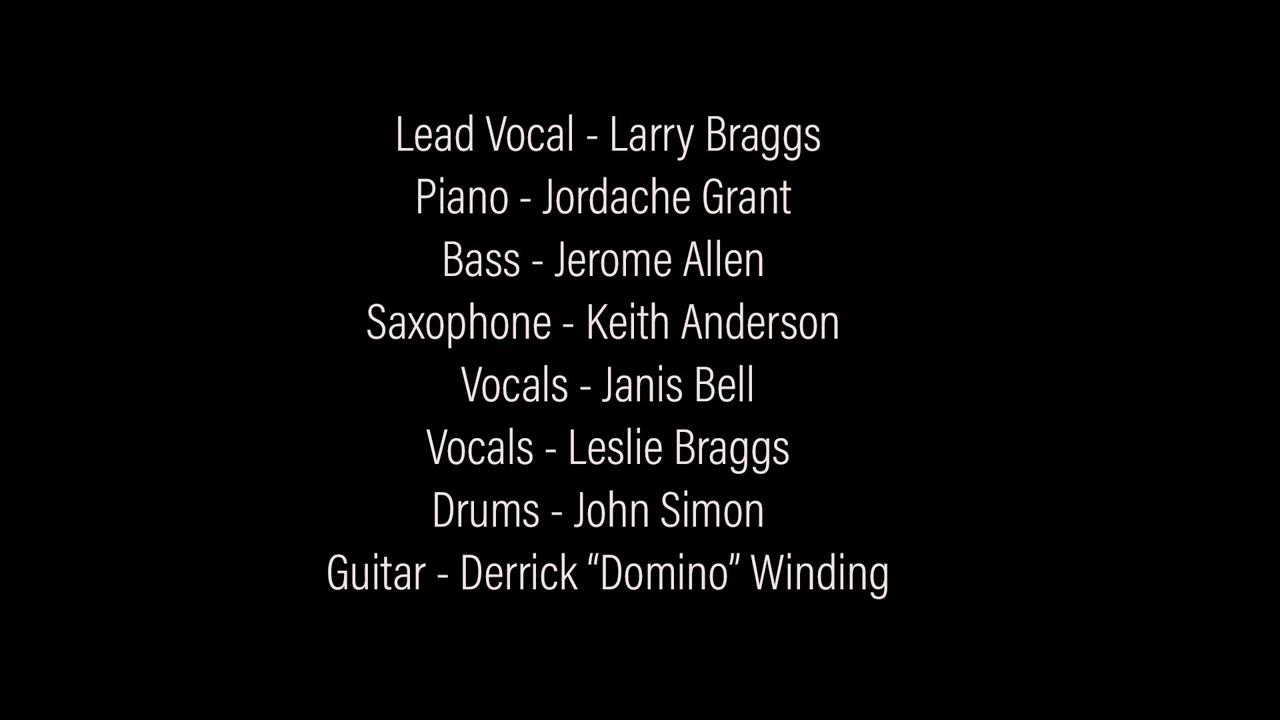 Lead Vocal - Larry Braggs
Piano - Jordache Grant
Bass - Jerome Allen
Saxophone - Keith Anderson
Vocals - Janis Bell
Vocals - Leslie Braggs
Drums - John Simon
Guitar - Derrick “Domino” Winding